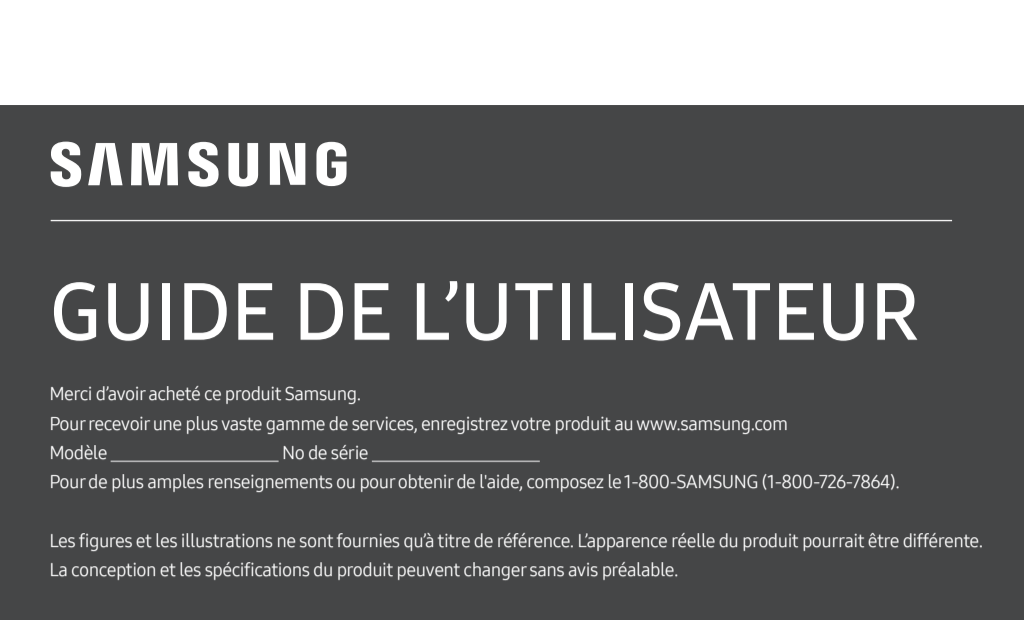 SAMSUNG
GUIDE DE L’UTILISATEUR
Merci d’avoir acheté ce produit Samsung.
Pour recevoir une plus vaste gamme de services, enregistrez votre produit au www.samsung.com
Modèle __________________ No de série __________________
Pour de plus amples renseignements ou pour obtenir de l'aide, composez le 1-800-SAMSUNG (1-800-726-7864).
Les figures et les illustrations ne sont fournies qu’à titre de référence. L’apparence réelle du produit pourrait être différente.
La conception et les spécifications du produit peuvent changer sans avis préalable.